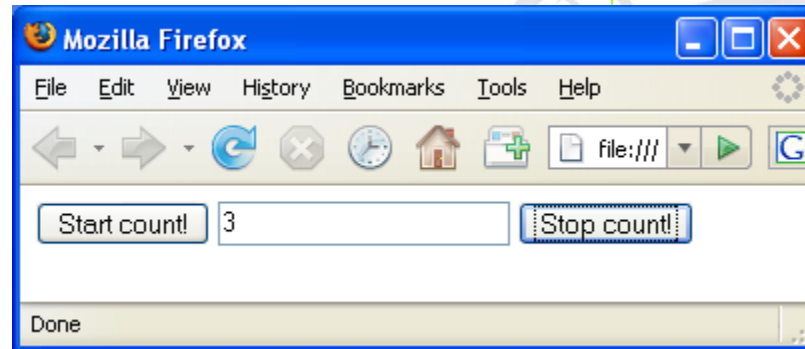 Mozilla Firefox
File Edit View History Bookmarks Tools Help
file:/// G
Start count! 3 Stop count!
Done